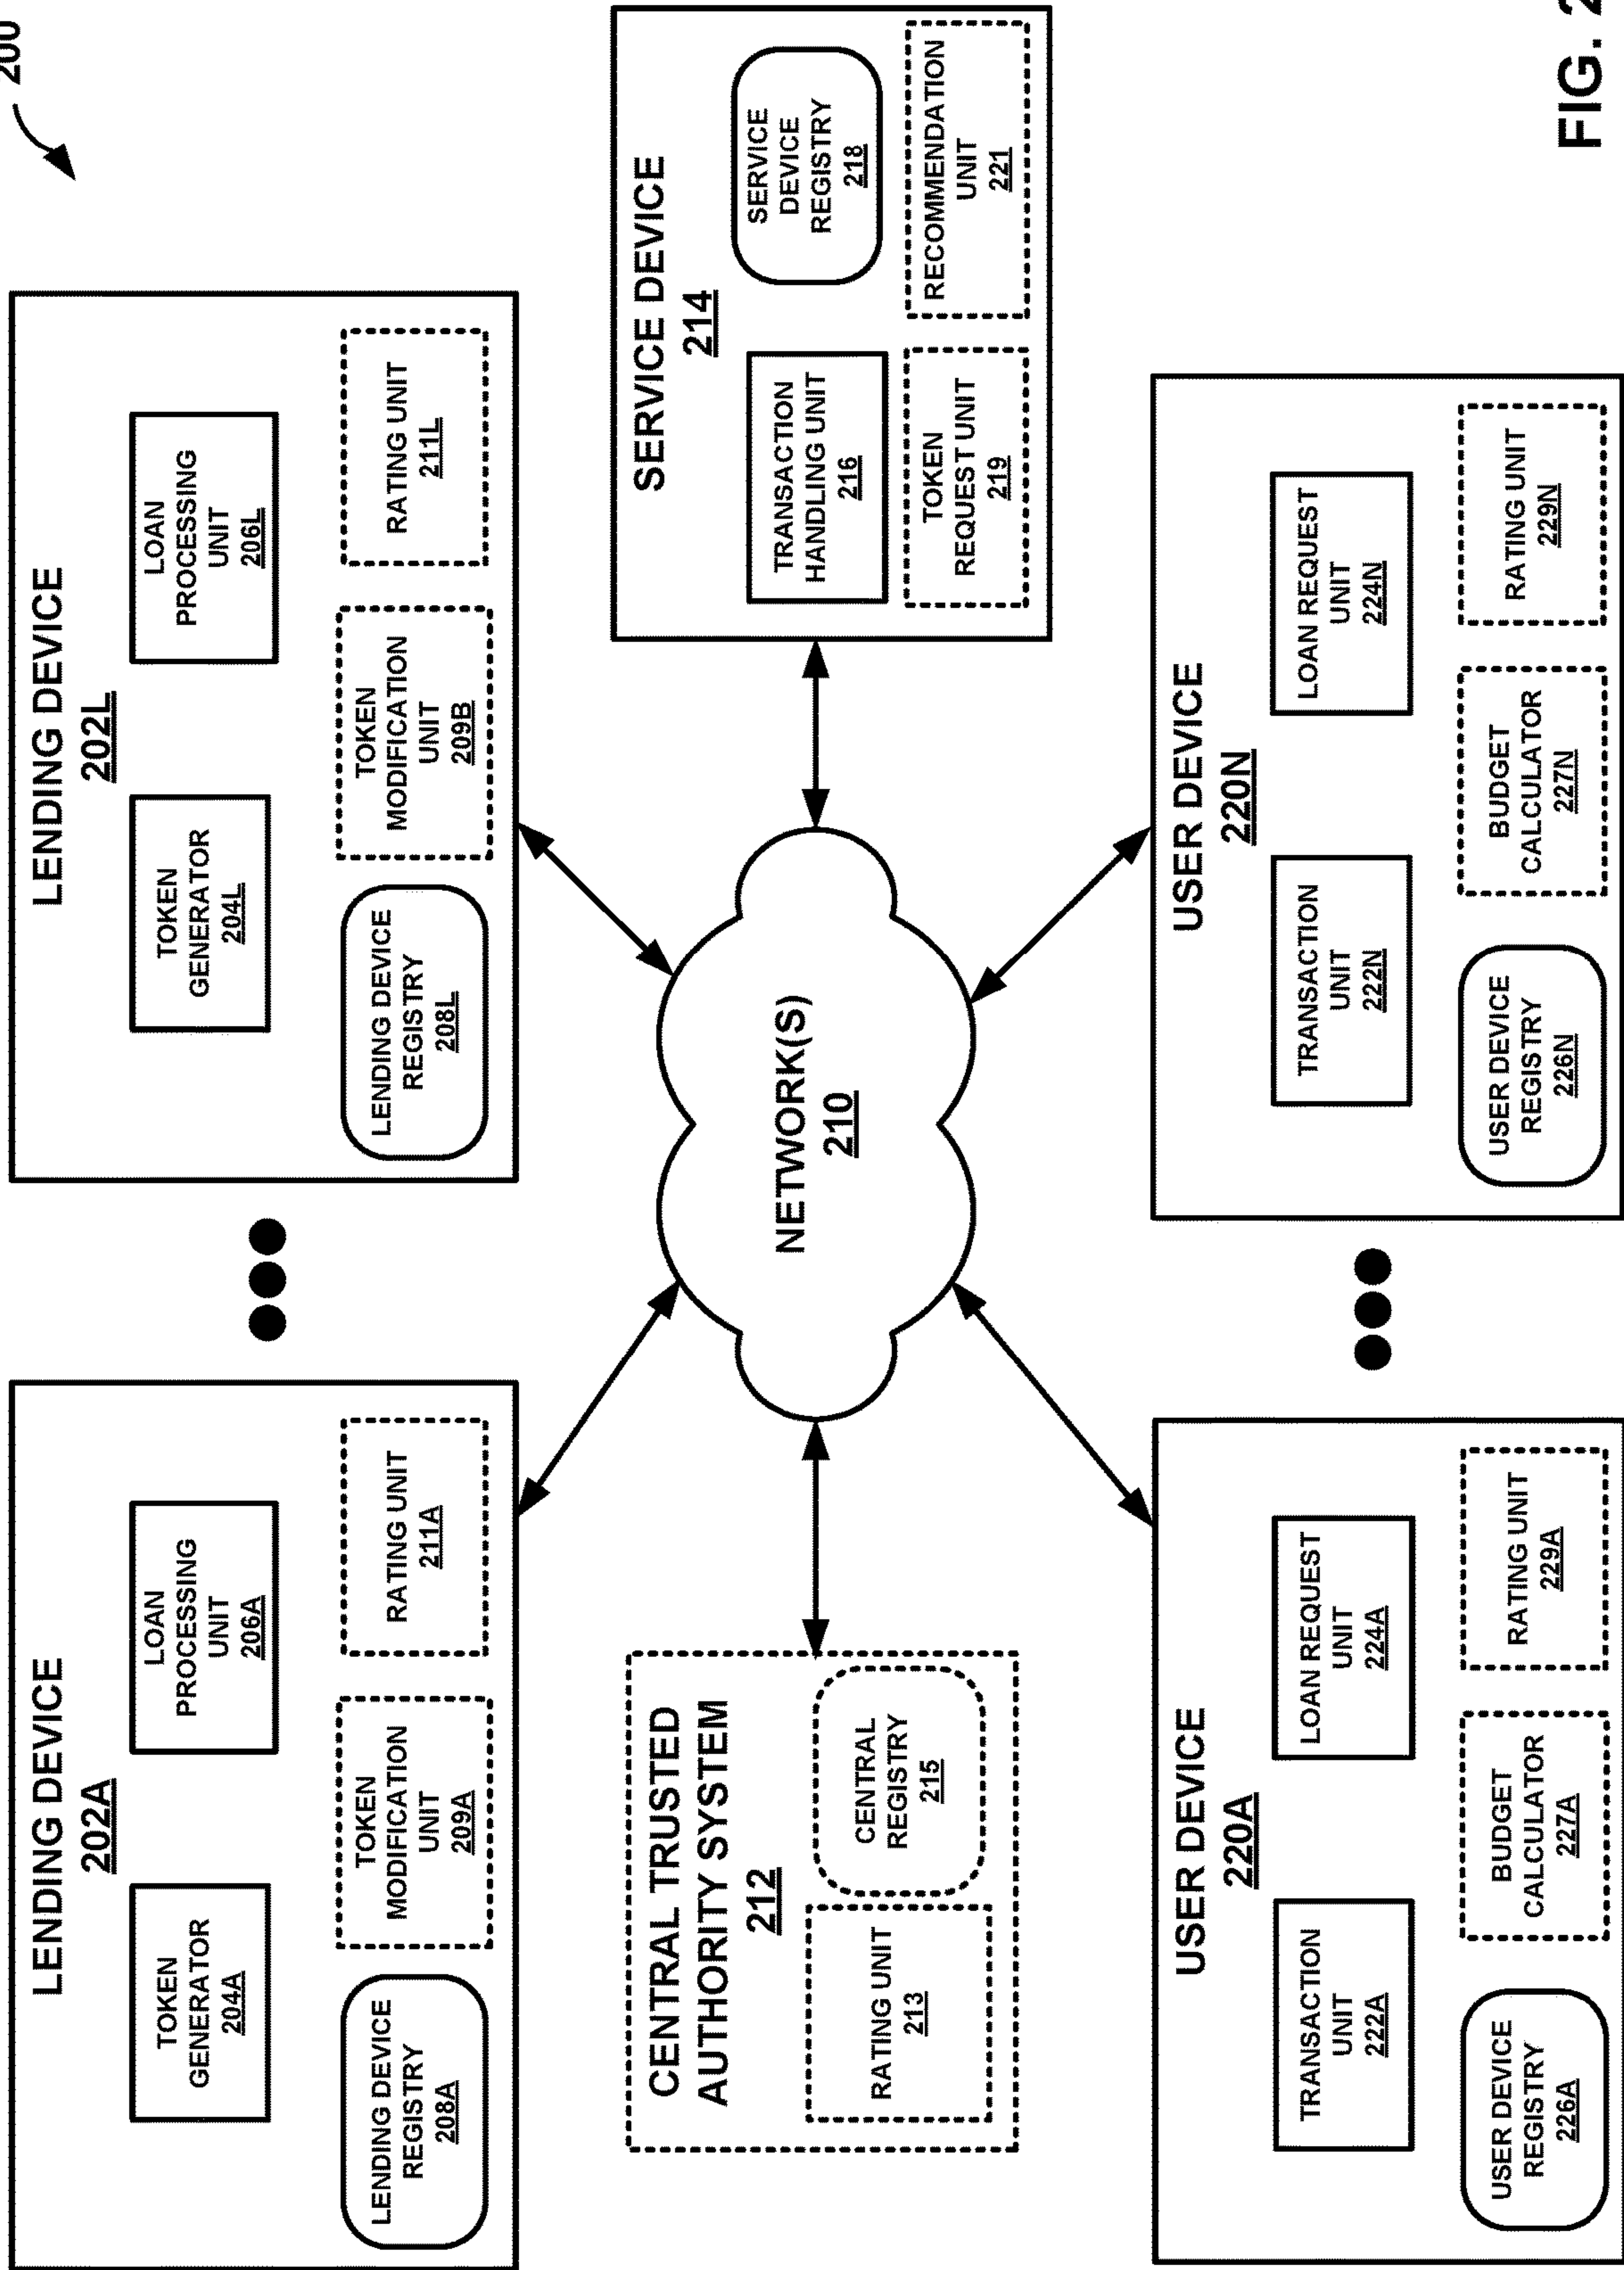 200
LENDING DEVICE
202A
TOKEN
GENERATOR
204A
LOAN
PROCESSING
UNIT
206A
LENDING DEVICE
REGISTRY
208A
TOKEN
MODIFICATION
UNIT
209A
RATING UNIT
211A
LENDING DEVICE
202L
TOKEN
GENERATOR
204L
LOAN
PROCESSING
UNIT
206L
LENDING DEVICE
REGISTRY
208L
TOKEN
MODIFICATION
UNIT
209B
RATING UNIT
211L
CENTRAL TRUSTED
AUTHORITY SYSTEM
212
RATING UNIT
213
CENTRAL
REGISTRY
215
NETWORK(S)
210
SERVICE DEVICE
214
TRANSACTION
HANDLING UNIT
216
SERVICE
DEVICE
REGISTRY
218
TOKEN
REQUEST UNIT
219
RECOMMENDATION
UNIT
221
USER DEVICE
220A
TRANSACTION
UNIT
222A
LOAN REQUEST
UNIT
224A
USER DEVICE
REGISTRY
226A
BUDGET
CALCULATOR
227A
RATING UNIT
229A
USER DEVICE
220N
TRANSACTION
UNIT
222N
LOAN REQUEST
UNIT
224N
USER DEVICE
REGISTRY
226N
BUDGET
CALCULATOR
227N
RATING UNIT
229N
FIG. 2